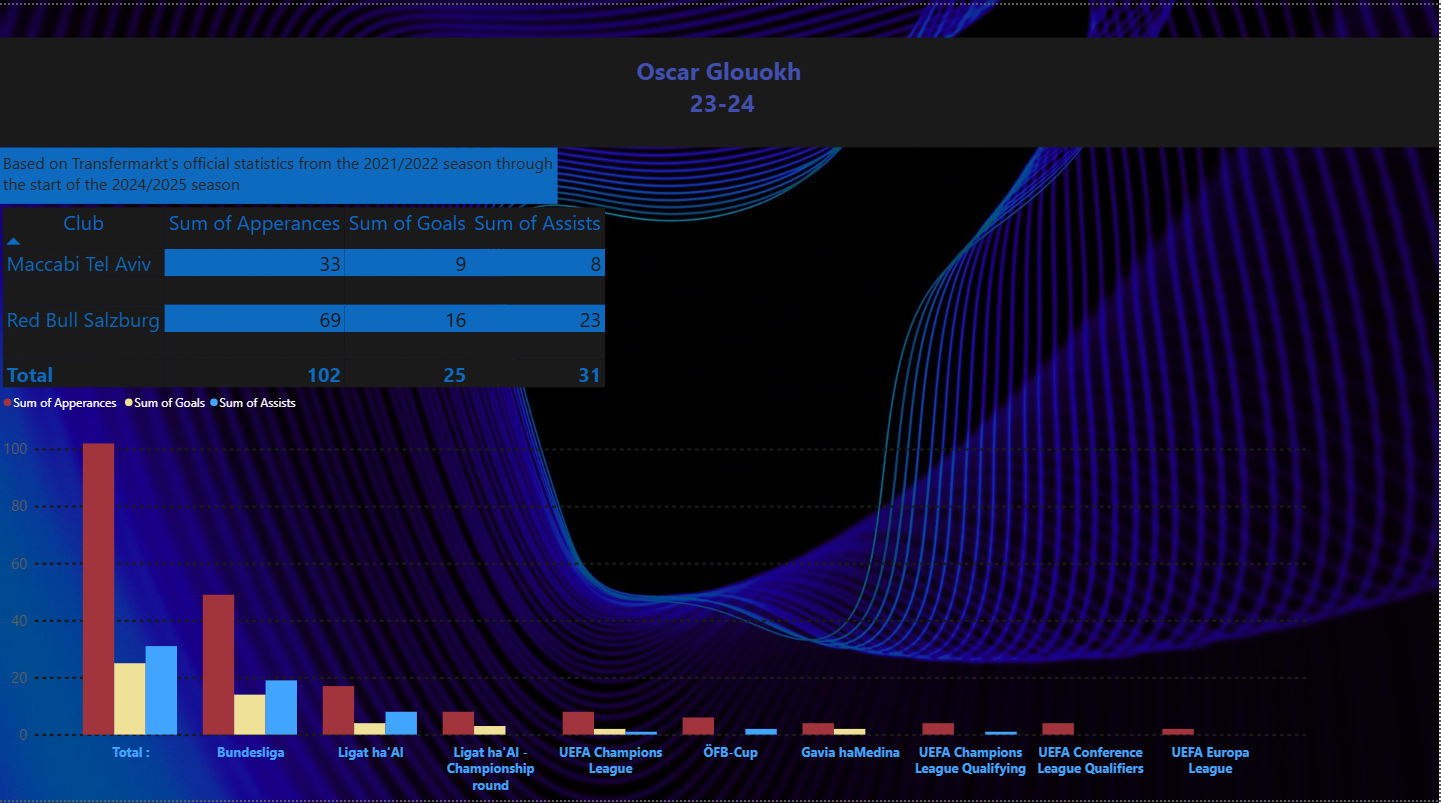 Oscar Glouokh
23-24
Based on Transfermarkt's official statistics from the 2021/2022 season through
the start of the 2024/2025 season
Club Sum of Apperances Sum of Goals Sum of Assists
Maccabi Tel Aviv 33 9 8
Red Bull Salzburg 69 16 23
Total 102 25 31
Sum of Apperances Sum of Goals Sum of Assists
100
80
60
40
20
0
Total :
Bundesliga
Ligat ha'Al
Ligat ha'Al -
Championship
round
UEFA Champions
League
ÖFB-Cup
Gavia haMedina
UEFA Champions
League Qualifying
UEFA Conference
League Qualifiers
UEFA Europa
League